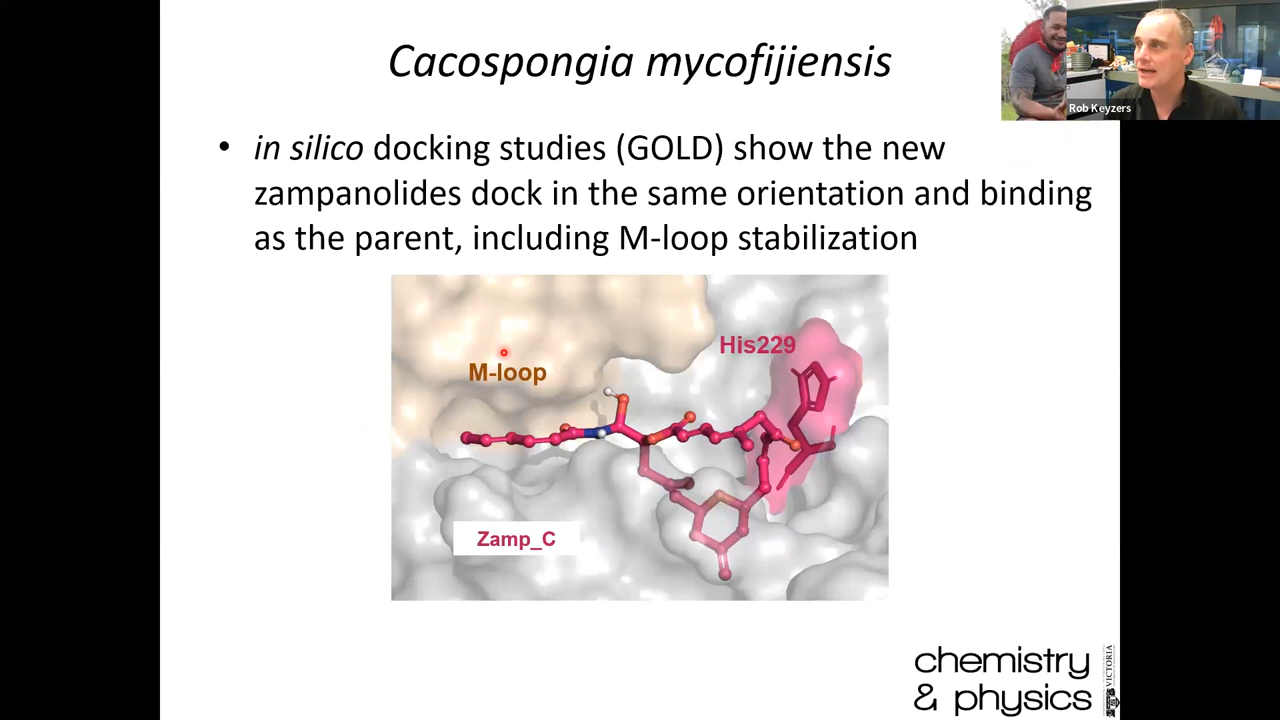 Cacospongia mycofijiensis
Rob Keyzers
• in silico docking studies (GOLD) show the new
zampanolides dock in the same orientation and binding
as the parent, including M-loop stabilization
His229
M-loop
Zamp_C
chemistry
& physics
VICTORIA